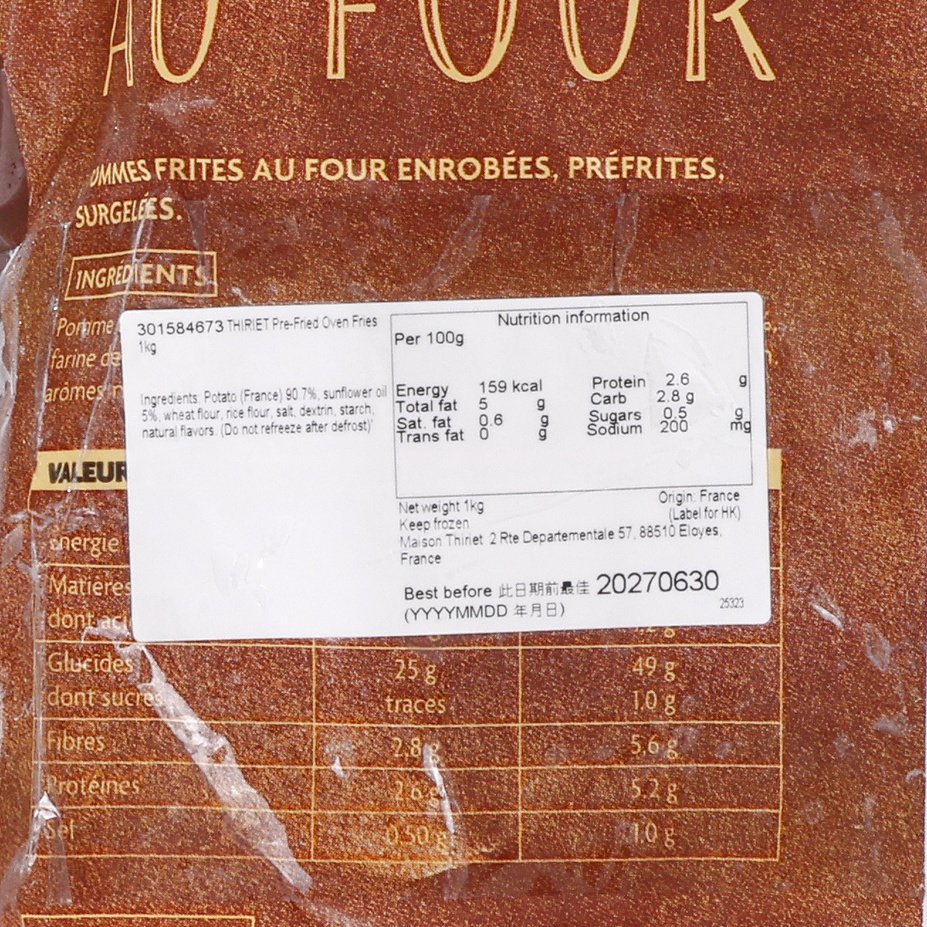 AU FOUR
FRITES AU FOUR ENROBÉES, PRÉFRITES,
SURGELÉES.
INGRÉDIENTS
Pomme
farine de
arômes
301584673 THIRIET Pre-Fried Oven Fries
1kg
Ingredients. Potato (France) 90.7%, sunflower oil
5%, wheat flour, rice flour, salt, dextrin, starch,
natural flavors. (Do not refreeze after defrost)'
Nutrition information
Per 100g
Energy 159 kcal Protein 2.6 g
Total fat 5 g Carb 2.8 g
Sat. fat 0.6 g Sugars 0.5 g
Trans fat 0 g Sodium 200 mg
Net weight 1kg Origin: France
Keep frozen (Label for HK)
Maison Thiriet 2 Rte Departementale 57, 88510 Eloyes,
France
Best before 此日期前最佳 20270630
(YYYYMMDD 年月日) 25323
VALEUR
Energie
Matières
dont aci
Glucides 25 g 49 g
dont sucre traces 1,0 g
Fibres 2,8 g 5,6 g
Protéines 2,6 g 5,2 g
Sel 0,50 g 1,0 g